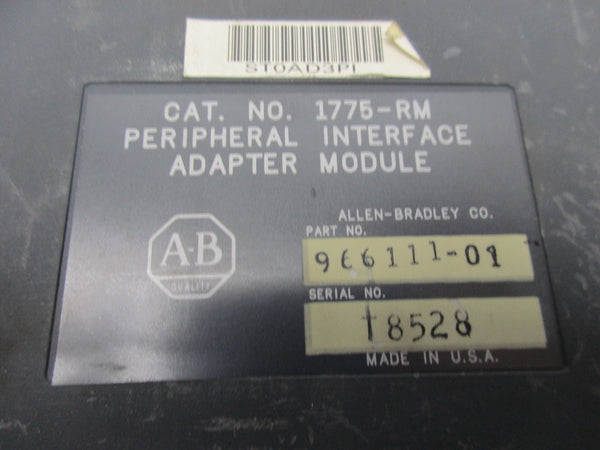 ST0AD3PI
CAT. NO. 1775-RM
PERIPHERAL INTERFACE
ADAPTER MODULE
A-B
QUALITY
ALLEN-BRADLEY CO.
PART NO.
966111-01
SERIAL NO.
18528
MADE IN U.S.A.